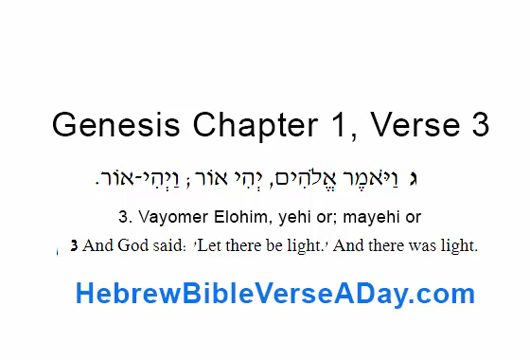 Genesis Chapter 1, Verse 3
ג וַיֹּאמֶר אֱלֹהִים, יְהִי אוֹר; וַיְהִי-אוֹר.
3. Vayomer Elohim, yehi or; mayehi or
3 And God said: 'Let there be light.' And there was light.
HebrewBibleVerseADay.com